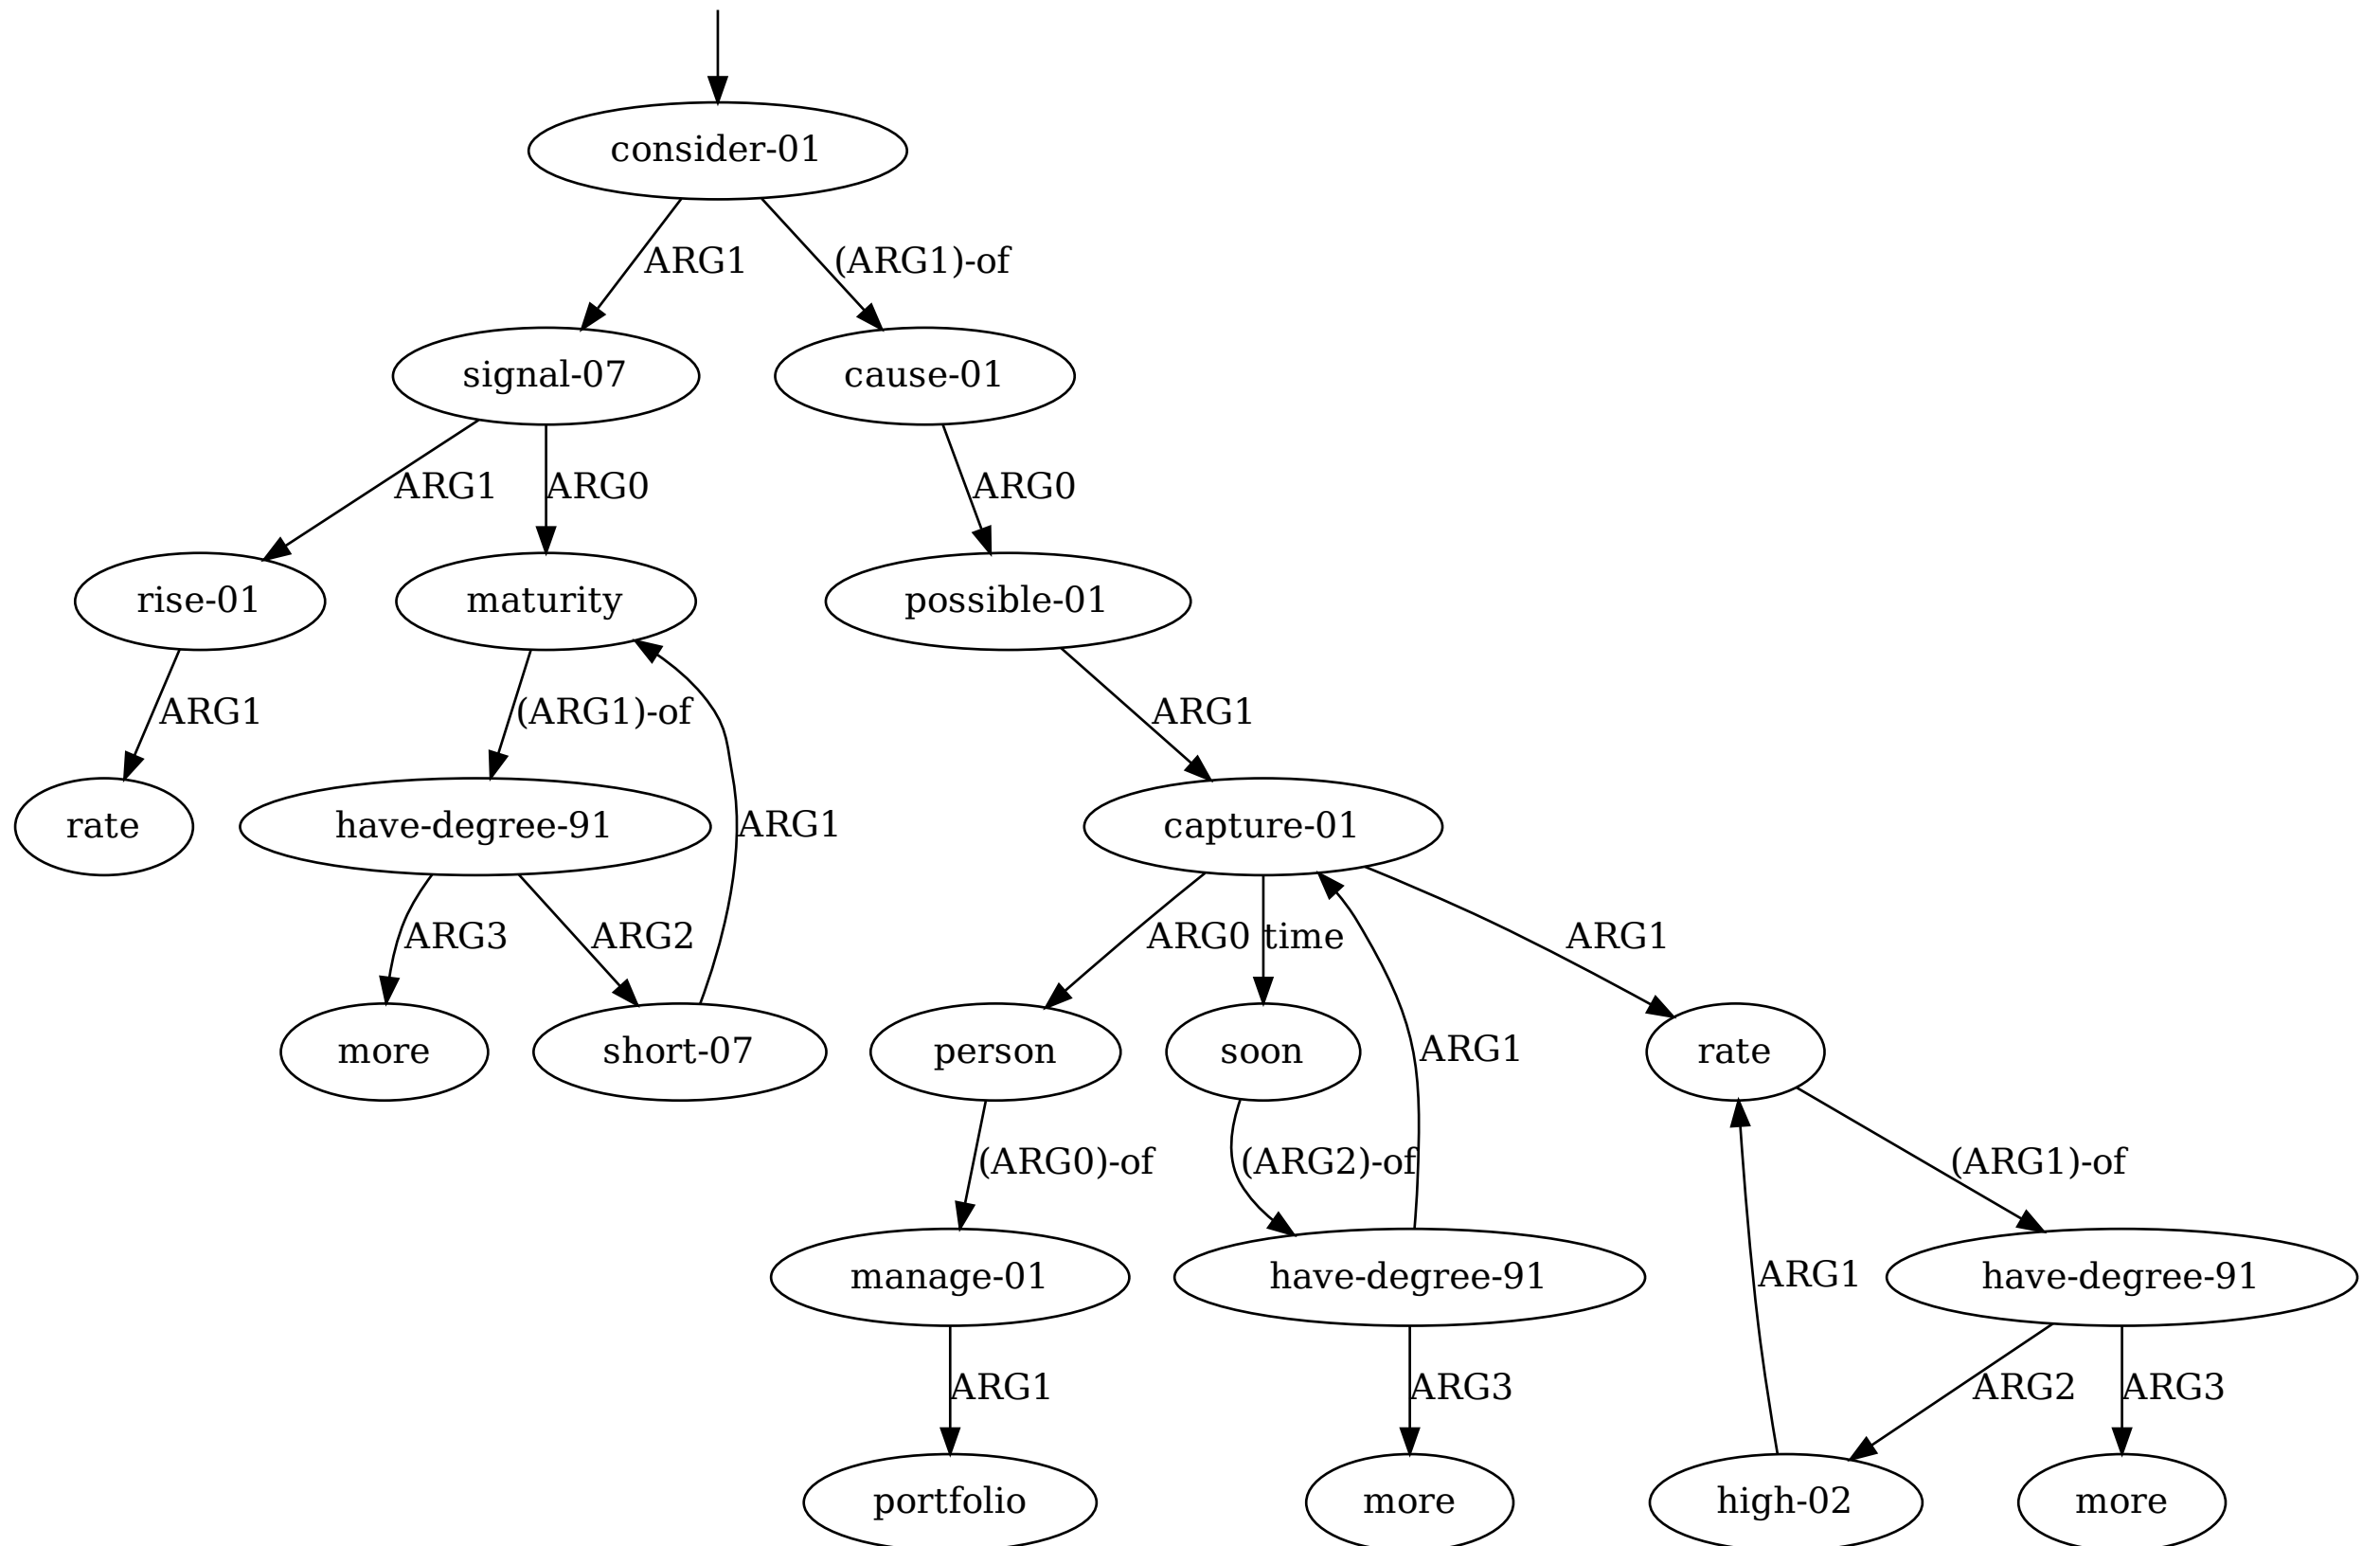 consider-01
ARG1
(ARG1)-of
signal-07
cause-01
ARG1
ARG0
ARG0
rise-01
maturity
possible-01
ARG1
(ARG1)-of
ARG1
rate
have-degree-91
ARG1
capture-01
ARG3
ARG2
ARG0
time
ARG1
more
short-07
person
soon
ARG1
rate
(ARG0)-of
(ARG2)-of
(ARG1)-of
manage-01
have-degree-91
ARG1
have-degree-91
ARG1
ARG3
ARG2
ARG3
portfolio
more
high-02
more